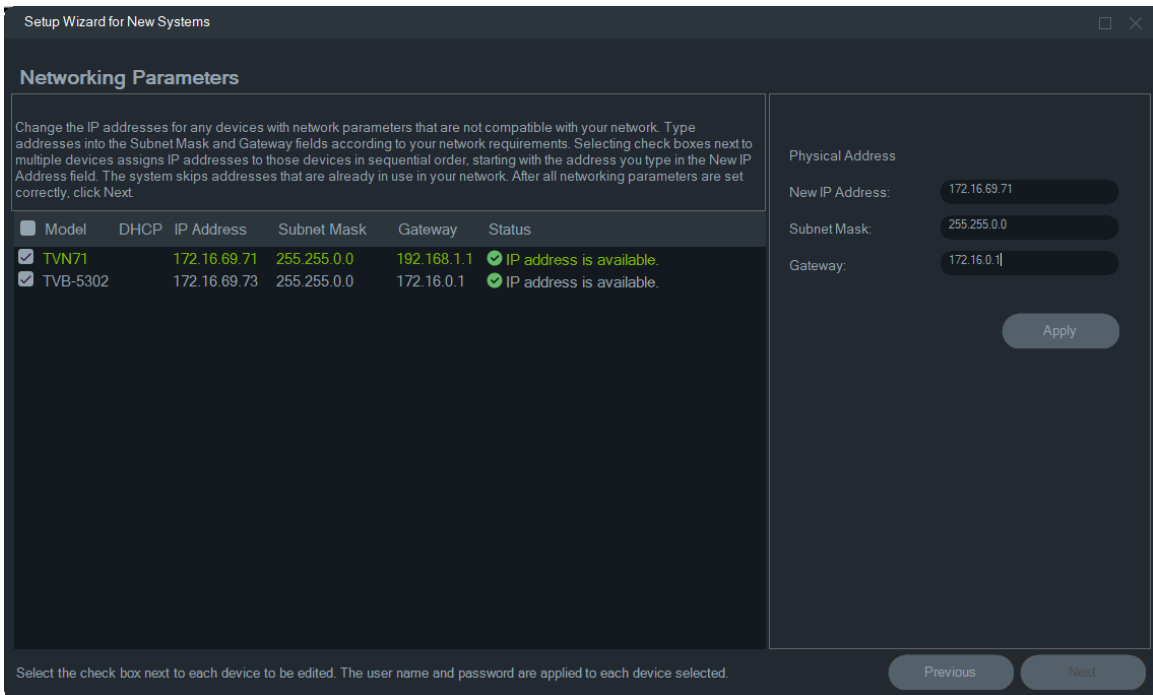 Setup Wizard for New Systems
Networking Parameters
Change the IP addresses for any devices with network parameters that are not compatible with your network. Type
addresses into the Subnet Mask and Gateway fields according to your network requirements. Selecting check boxes next to
multiple devices assigns IP addresses to those devices in sequential order, starting with the address you type in the New IP
Address field. The system skips addresses that are already in use in your network. After all networking parameters are set
correctly, click Next.
Model DHCP IP Address Subnet Mask Gateway Status
TVN71 172.16.69.71 255.255.0.0 192.168.1.1 IP address is available.
TVB-5302 172.16.69.73 255.255.0.0 172.16.0.1 IP address is available.
Physical Address
New IP Address: 172.16.69.71
Subnet Mask: 255.255.0.0
Gateway: 172.16.0.1
Apply
Select the check box next to each device to be edited. The user name and password are applied to each device selected.
Previous Next